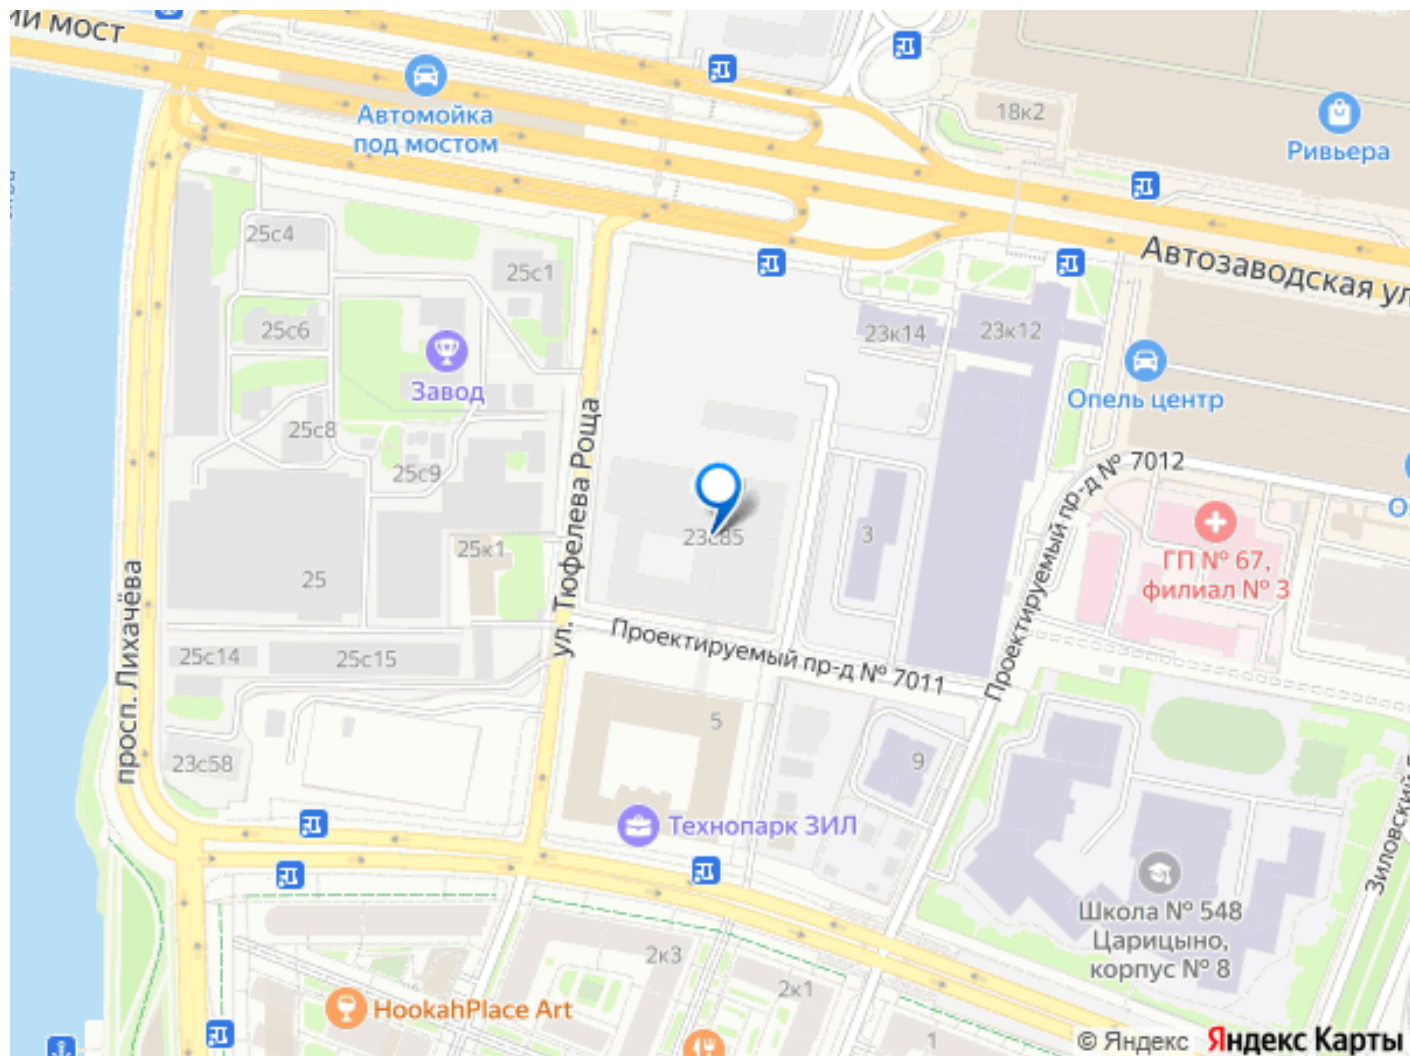 ий мост
Автомойка
под мостом
18к2
Ривьера
Автозаводская ул
25с4
25с1
25с6
23к14
23к12
Завод
Опель центр
25с8
25с9
ул. Тюфелева Роща
Проектируемый пр-д № 7012
23с85
3
25к1
25
ГП № 67,
филиал № 3
просп. Лихачёва
25с14
25с15
Проектируемый пр-д № 7011
5
9
23с58
Технопарк ЗИЛ
Зиловский
Школа № 548
Царицыно,
корпус № 8
2к3
2к1
HookahPlace Art
1
© Яндекс Яндекс Карты